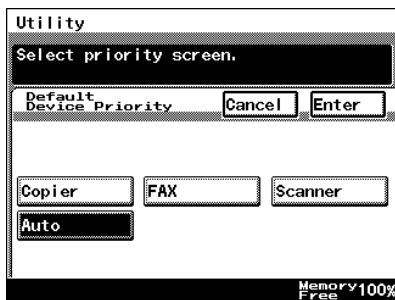 Utility
Select priority screen.
Default
Device Priority
Cancel
Enter
Copier
FAX
Scanner
Auto
Memory
Free
100%